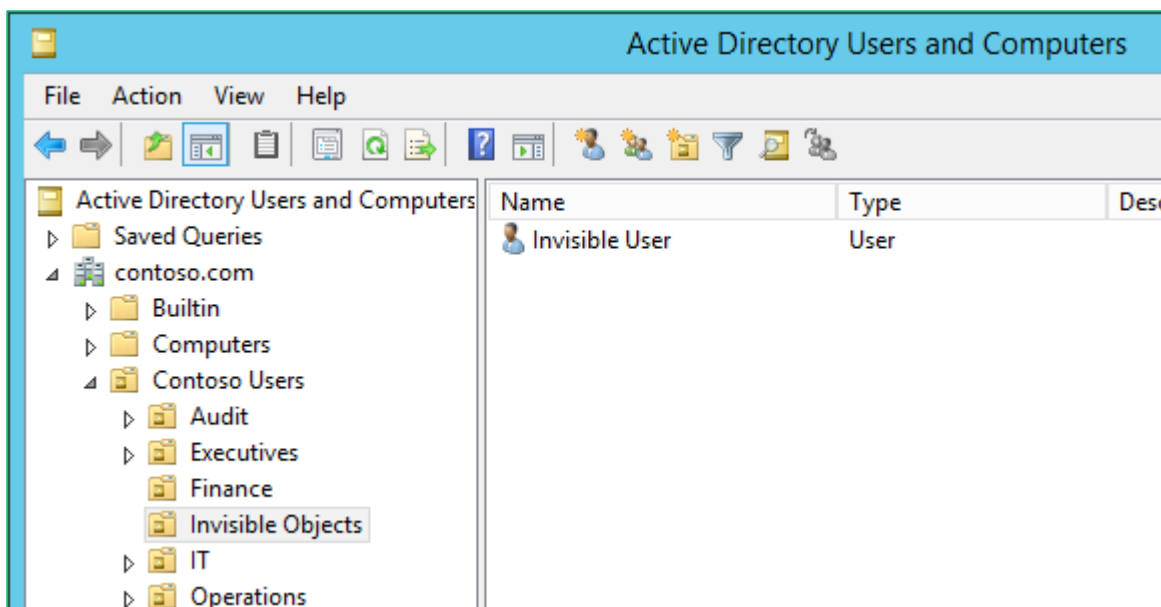 Active Directory Users and Computers
File Action View Help
Active Directory Users and Computers
Saved Queries
contoso.com
Builtin
Computers
Contoso Users
Audit
Executives
Finance
Invisible Objects
IT
Operations
Name Type Desc
Invisible User User